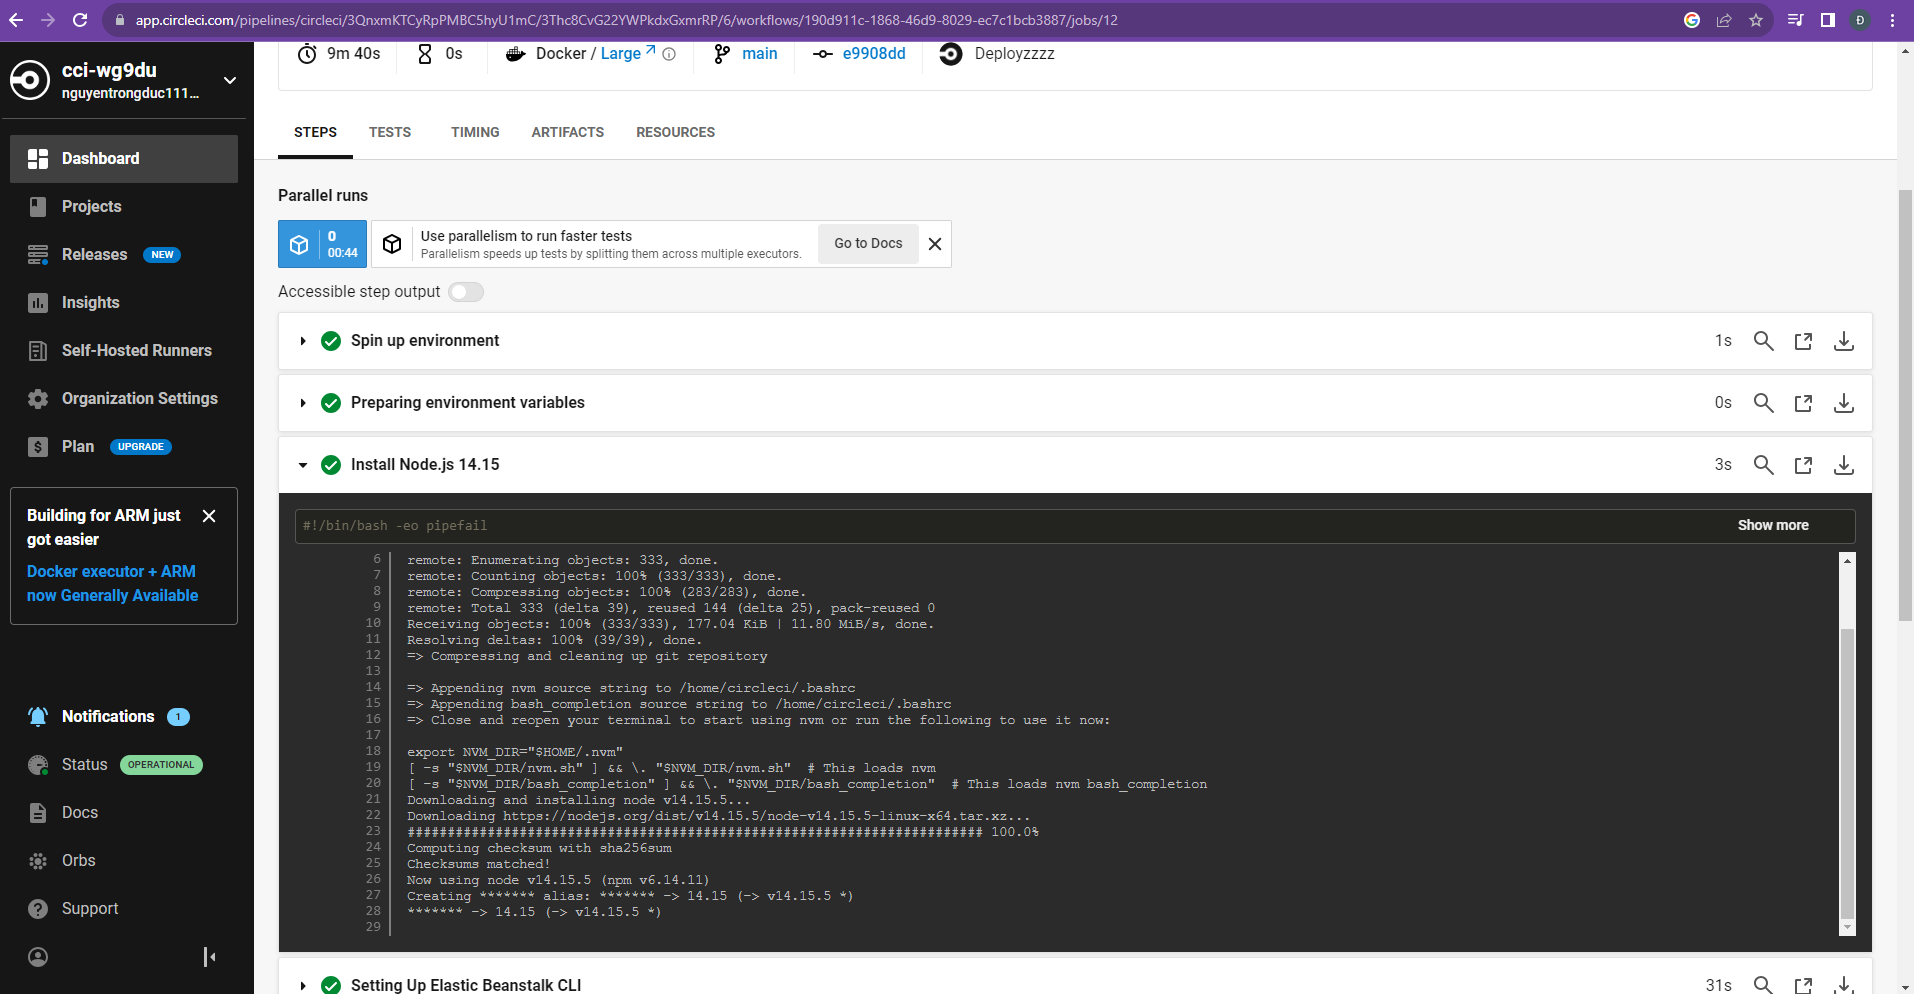 app.circleci.com/pipelines/circleci/3QnxmKTCyRpPMBC5hyU1mC/3Thc8CvG22YWPkdxGxmrRP/6/workflows/190d911c-1868-46d9-8029-ec7c1bcb3887/jobs/12
Đ
cci-wg9du
nguyentrongduc111...
Dashboard
Projects
Releases NEW
Insights
Self-Hosted Runners
Organization Settings
Plan UPGRADE
Building for ARM just
got easier
Docker executor + ARM
now Generally Available
Notifications 1
Status OPERATIONAL
Docs
Orbs
Support
9m 40s 0s Docker / Large main e9908dd Deployzzzz
STEPS TESTS TIMING ARTIFACTS RESOURCES
Parallel runs
0
00:44
Use parallelism to run faster tests
Parallelism speeds up tests by splitting them across multiple executors.
Go to Docs
Accessible step output
Spin up environment 1s
Preparing environment variables 0s
Install Node.js 14.15 3s
#!/bin/bash -eo pipefail Show more
6 remote: Enumerating objects: 333, done.
7 remote: Counting objects: 100% (333/333), done.
8 remote: Compressing objects: 100% (283/283), done.
9 remote: Total 333 (delta 39), reused 144 (delta 25), pack-reused 0
10 Receiving objects: 100% (333/333), 177.04 KiB | 11.80 MiB/s, done.
11 Resolving deltas: 100% (39/39), done.
12 => Compressing and cleaning up git repository
13
14 => Appending nvm source string to /home/circleci/.bashrc
15 => Appending bash_completion source string to /home/circleci/.bashrc
16 => Close and reopen your terminal to start using nvm or run the following to use it now:
17
18 export NVM_DIR="$HOME/.nvm"
19 [ -s "$NVM_DIR/nvm.sh" ] && \. "$NVM_DIR/nvm.sh"  # This loads nvm
20 [ -s "$NVM_DIR/bash_completion" ] && \. "$NVM_DIR/bash_completion"  # This loads nvm bash_completion
21 Downloading and installing node v14.15.5...
22 Downloading https://nodejs.org/dist/v14.15.5/node-v14.15.5-linux-x64.tar.xz...
23 ######################################################################## 100.0%
24 Computing checksum with sha256sum
25 Checksums matched!
26 Now using node v14.15.5 (npm v6.14.11)
27 Creating ******* alias: ******* -> 14.15 (-> v14.15.5 *)
28 ******* -> 14.15 (-> v14.15.5 *)
29
Setting Up Elastic Beanstalk CLI 31s